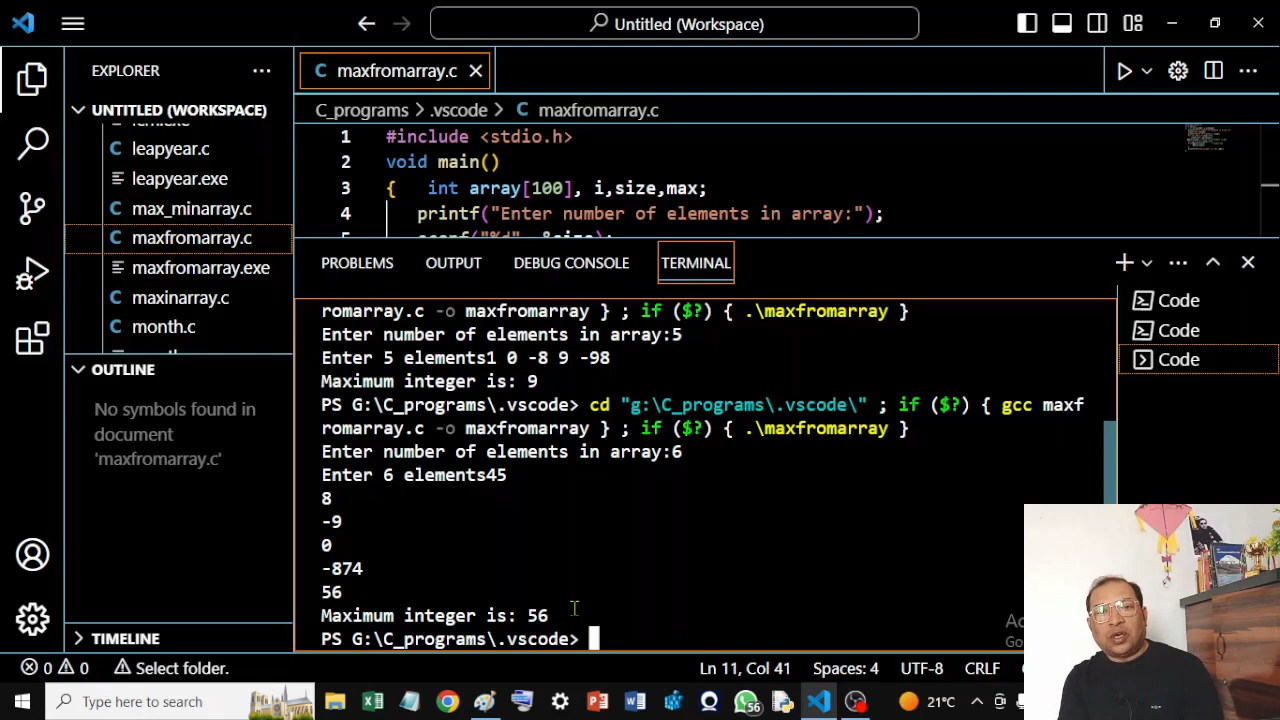 Untitled (Workspace)
EXPLORER
UNTITLED (WORKSPACE)
leapyear.c
leapyear.exe
max_minarray.c
maxfromarray.c
maxfromarray.exe
maxinarray.c
month.c
OUTLINE
No symbols found in
document
'maxfromarray.c'
TIMELINE
C maxfromarray.c
C_programs > .vscode > C maxfromarray.c
1 #include <stdio.h>
2 void main()
3 { int array[100], i,size,max;
4 printf("Enter number of elements in array:");
5 scanf("%d", &size);
PROBLEMS OUTPUT DEBUG CONSOLE TERMINAL
romarray.c -o maxfromarray } ; if ($?) { .\maxfromarray }
Enter number of elements in array:5
Enter 5 elements1 0 -8 9 -98
Maximum integer is: 9
PS G:\C_programs\.vscode> cd "g:\C_programs\.vscode\" ; if ($?) { gcc maxf
romarray.c -o maxfromarray } ; if ($?) { .\maxfromarray }
Enter number of elements in array:6
Enter 6 elements45
8
-9
0
-874
56
Maximum integer is: 56
PS G:\C_programs\.vscode>
Code
Code
Code
0 0 Select folder.
Ln 11, Col 41 Spaces: 4 UTF-8 CRLF
Type here to search
56
21°C